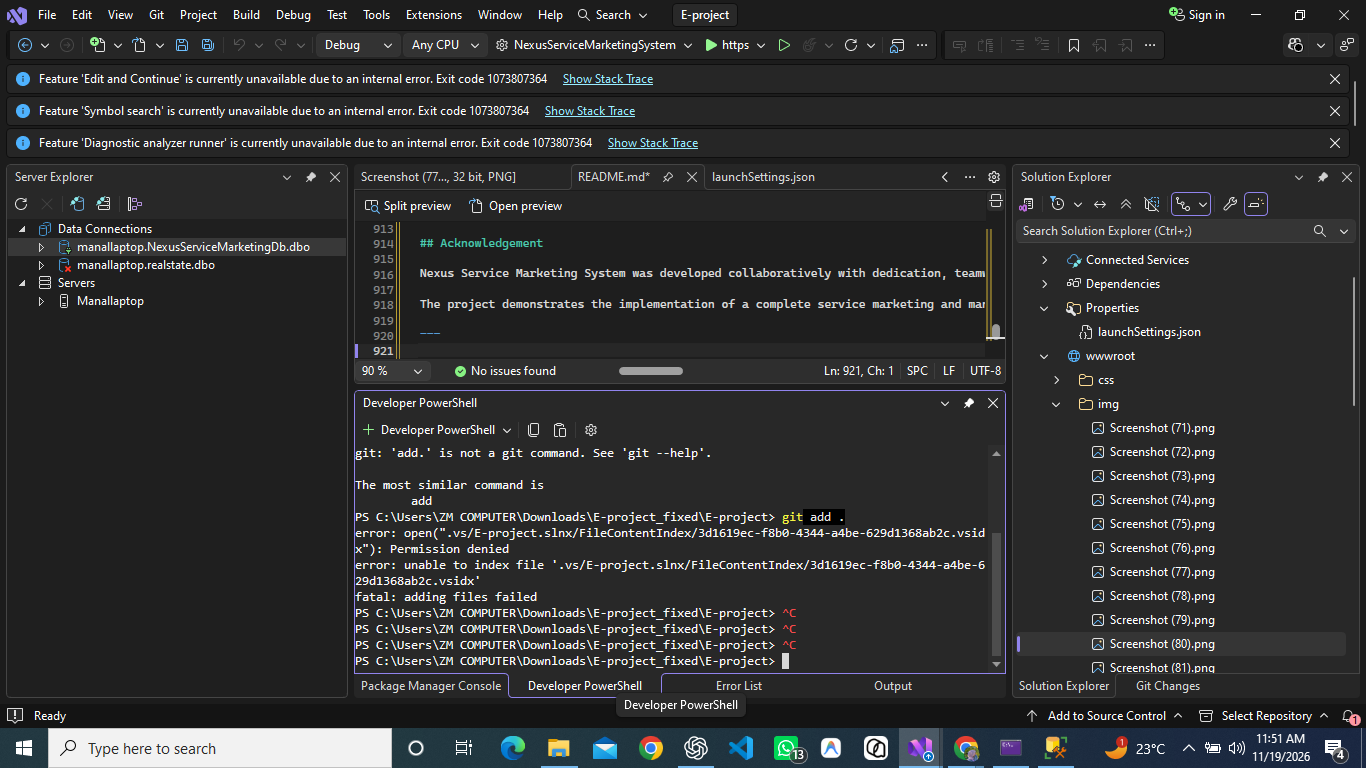 File Edit View Git Project Build Debug Test Tools Extensions Window Help Search E-project Sign in
Debug Any CPU NexusServiceMarketingSystem https
Feature 'Edit and Continue' is currently unavailable due to an internal error. Exit code 1073807364 Show Stack Trace
Feature 'Symbol search' is currently unavailable due to an internal error. Exit code 1073807364 Show Stack Trace
Feature 'Diagnostic analyzer runner' is currently unavailable due to an internal error. Exit code 1073807364 Show Stack Trace
Server Explorer
Data Connections
manallaptop.NexusServiceMarketingDb.dbo
manallaptop.realstate.dbo
Servers
Manallaptop
Screenshot (77..., 32 bit, PNG] README.md* launchSettings.json
Split preview Open preview
913
914 ## Acknowledgement
915
916 Nexus Service Marketing System was developed collaboratively with dedication, team
917
918 The project demonstrates the implementation of a complete service marketing and
919
920 ---
921
90 % No issues found Ln: 921, Ch: 1 SPC LF UTF-8
Developer PowerShell
Developer PowerShell
git: 'add.' is not a git command. See 'git --help'.
The most similar command is
add
PS C:\Users\ZM COMPUTER\Downloads\E-project_fixed\E-project> git add .
error: open(".vs/E-project.slnx/FileContentIndex/3d1619ec-f8b0-4344-a4be-629d1368ab2c.vsid
x"): Permission denied
error: unable to index file '.vs/E-project.slnx/FileContentIndex/3d1619ec-f8b0-4344-a4be-6
29d1368ab2c.vsidx'
fatal: adding files failed
PS C:\Users\ZM COMPUTER\Downloads\E-project_fixed\E-project> ^C
PS C:\Users\ZM COMPUTER\Downloads\E-project_fixed\E-project> ^C
PS C:\Users\ZM COMPUTER\Downloads\E-project_fixed\E-project> ^C
PS C:\Users\ZM COMPUTER\Downloads\E-project_fixed\E-project>
Package Manager Console Developer PowerShell Error List Output
Developer PowerShell
Solution Explorer
Search Solution Explorer (Ctrl+;)
Connected Services
Dependencies
Properties
launchSettings.json
wwwroot
css
img
Screenshot (71).png
Screenshot (72).png
Screenshot (73).png
Screenshot (74).png
Screenshot (75).png
Screenshot (76).png
Screenshot (77).png
Screenshot (78).png
Screenshot (79).png
Screenshot (80).png
Screenshot (81).png
Solution Explorer Git Changes
Ready Add to Source Control Select Repository 1
Type here to search 13 1 23°C 11:51 AM
11/19/2026 4